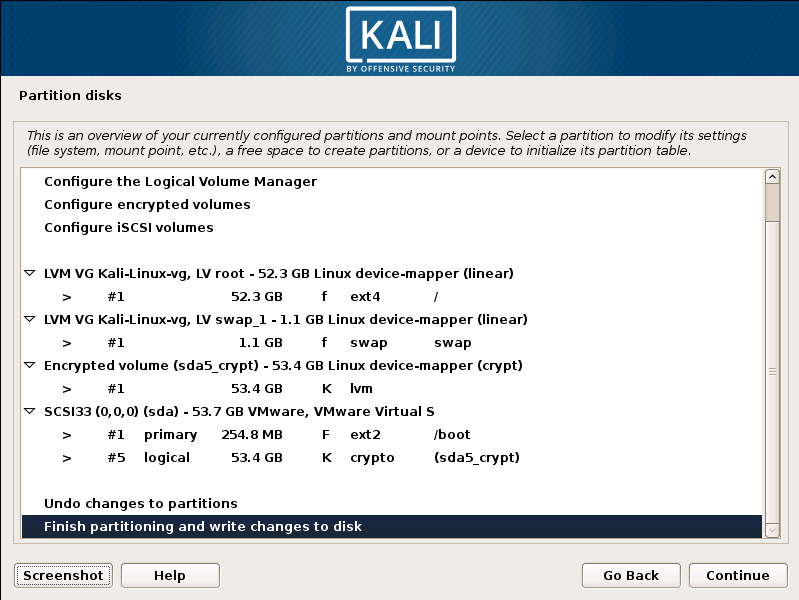 KALI
BY OFFENSIVE SECURITY
Partition disks
This is an overview of your currently configured partitions and mount points. Select a partition to modify its settings
(file system, mount point, etc.), a free space to create partitions, or a device to initialize its partition table.
Configure the Logical Volume Manager
Configure encrypted volumes
Configure iSCSI volumes
LVM VG Kali-Linux-vg, LV root - 52.3 GB Linux device-mapper (linear)
> #1 52.3 GB f ext4 /
LVM VG Kali-Linux-vg, LV swap_1 - 1.1 GB Linux device-mapper (linear)
> #1 1.1 GB f swap swap
Encrypted volume (sda5_crypt) - 53.4 GB Linux device-mapper (crypt)
> #1 53.4 GB K lvm
SCSI33 (0,0,0) (sda) - 53.7 GB VMware, VMware Virtual S
> #1 primary 254.8 MB F ext2 /boot
> #5 logical 53.4 GB K crypto (sda5_crypt)
Undo changes to partitions
Finish partitioning and write changes to disk
Screenshot Help Go Back Continue